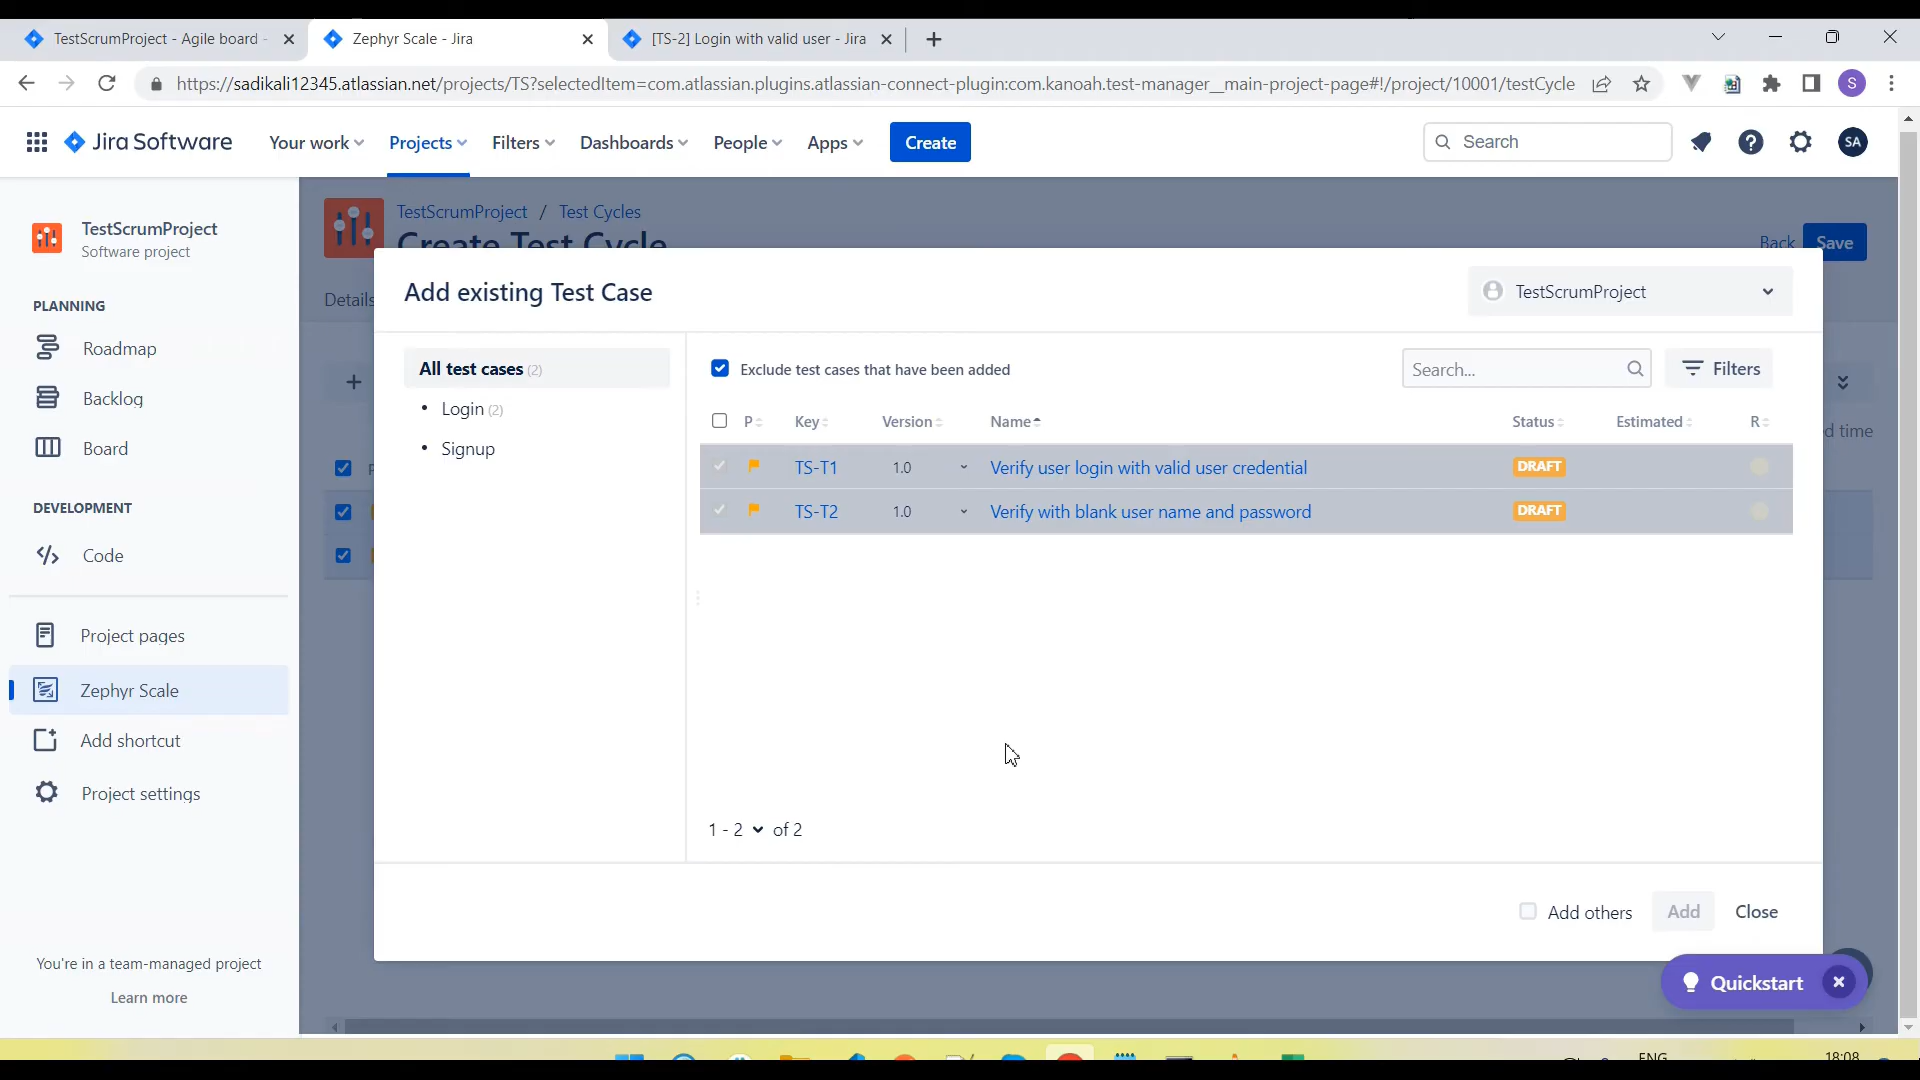 TestScrumProject - Agile board -
Zephyr Scale - Jira
[TS-2] Login with valid user - Jira
https://sadikali12345.atlassian.net/projects/TS?selectedItem=com.atlassian.plugins.atlassian-connect-plugin:com.kanoah.test-manager__main-project-page#!/project/10001/testCycle
S
Jira Software
Your work
Projects
Filters
Dashboards
People
Apps
Create
Search
SA
TestScrumProject
Software project
PLANNING
Roadmap
Backlog
Board
DEVELOPMENT
Code
Project pages
Zephyr Scale
Add shortcut
Project settings
You're in a team-managed project
Learn more
TestScrumProject / Test Cycles
Create Test Cycle
Back
Save
Details
d time
Add existing Test Case
TestScrumProject
All test cases (2)
Login (2)
Signup
Exclude test cases that have been added
Search...
Filters
P Key Version Name Status Estimated R
TS-T1 1.0 Verify user login with valid user credential DRAFT
TS-T2 1.0 Verify with blank user name and password DRAFT
1 - 2 of 2
Add others
Add
Close
Quickstart
ENG
18:08